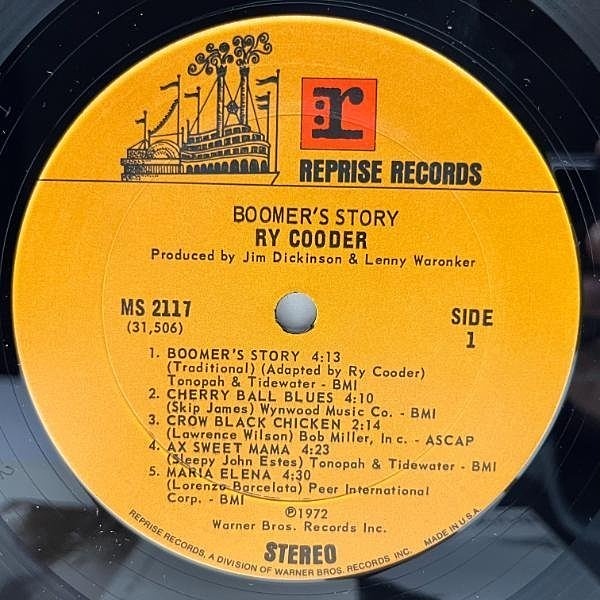 r
REPRISE RECORDS
BOOMER'S STORY
RY COODER
Produced by Jim Dickinson & Lenny Waronker
MS 2117
(31,506)
SIDE
1
1. BOOMER'S STORY 4:13
(Traditional) (Adapted by Ry Cooder)
Tonopah & Tidewater - BMI
2. CHERRY BALL BLUES 4:10
(Skip James) Wynwood Music Co. - BMI
3. CROW BLACK CHICKEN 2:14
(Lawrence Wilson) Bob Miller, Inc. - ASCAP
4. AX SWEET MAMA 4:23
(Sleepy John Estes) Tonopah & Tidewater - BMI
5. MARIA ELENA 4:30
(Lorenzo Barcelata) Peer International
Corp. - BMI
℗1972
Warner Bros. Records Inc.
STEREO
REPRISE RECORDS, A DIVISION OF WARNER BROS. RECORDS INC. MADE IN U.S.A.